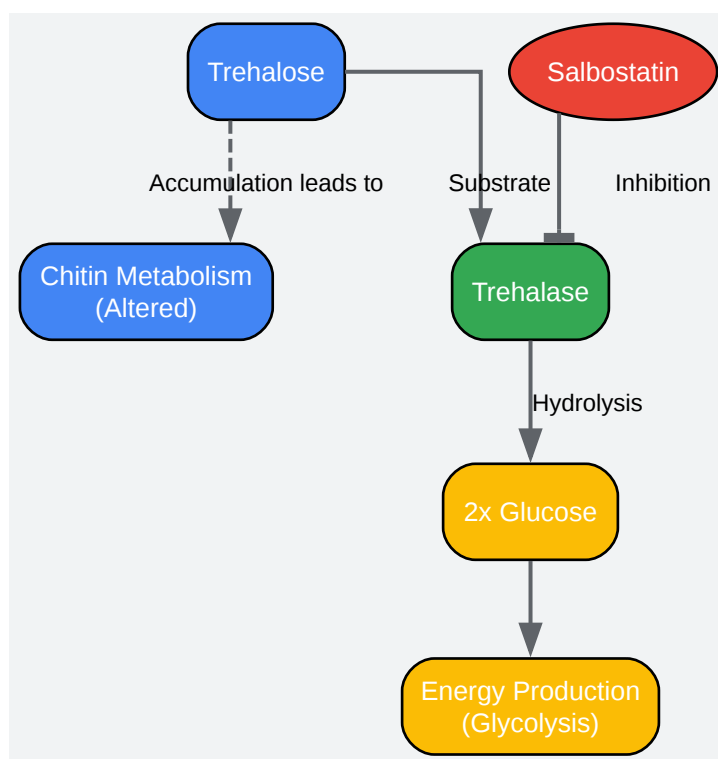 Trehalose
Salbostatin
Accumulation leads to
Substrate
Inhibition
Chitin Metabolism
(Altered)
Trehalase
Hydrolysis
2x Glucose
Energy Production
(Glycolysis)